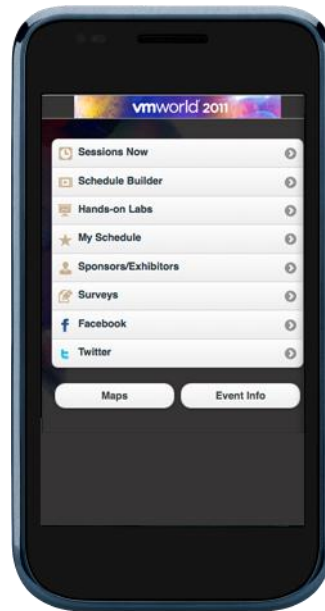 vmworld 2011
Sessions Now
Schedule Builder
Hands-on Labs
My Schedule
Sponsors/Exhibitors
Surveys
Facebook
Twitter
Maps Event Info